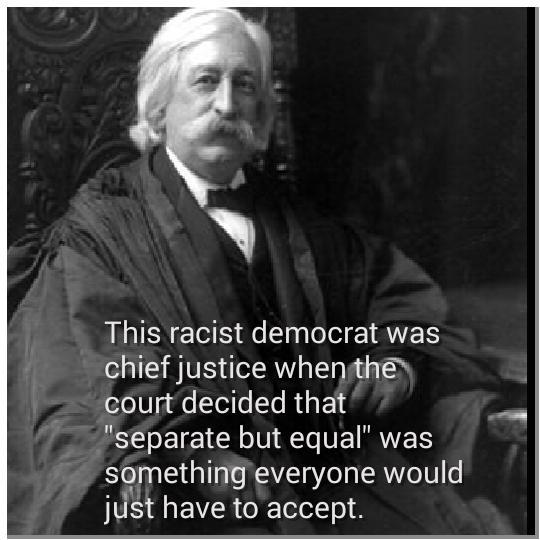 This racist democrat was
chief justice when the
court decided that
"separate but equal" was
something everyone would
just have to accept.